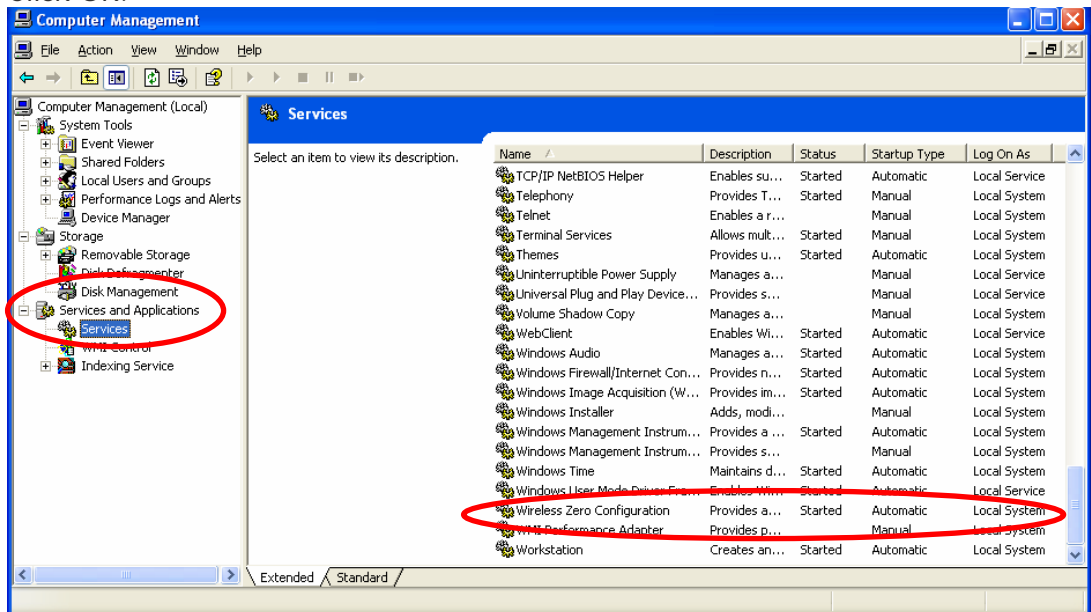 Click OK.
Computer Management
File Action View Window Help
Computer Management (Local)
System Tools
Event Viewer
Shared Folders
Local Users and Groups
Performance Logs and Alerts
Device Manager
Storage
Removable Storage
Disk Defragmenter
Disk Management
Services and Applications
Services
WMI Control
Indexing Service
Services
Select an item to view its description.
Name Description Status Startup Type Log On As
TCP/IP NetBIOS Helper Enables su... Started Automatic Local Service
Telephony Provides T... Started Manual Local System
Telnet Enables a r... Manual Local System
Terminal Services Allows mult... Started Manual Local System
Themes Provides u... Started Automatic Local System
Uninterruptible Power Supply Manages a... Manual Local Service
Universal Plug and Play Device... Provides s... Manual Local Service
Volume Shadow Copy Manages a... Manual Local System
WebClient Enables Wi... Started Automatic Local Service
Windows Audio Manages a... Started Automatic Local System
Windows Firewall/Internet Con... Provides n... Started Automatic Local System
Windows Image Acquisition (W... Provides im... Started Automatic Local System
Windows Installer Adds, modi... Manual Local System
Windows Management Instrum... Provides a ... Started Automatic Local System
Windows Management Instrum... Provides s... Manual Local System
Windows Time Maintains d... Started Automatic Local System
Windows User Mode Driver Fra... Enables Wi... Started Automatic Local Service
Wireless Zero Configuration Provides a... Started Automatic Local System
WMI Performance Adapter Provides p... Manual Local System
Workstation Creates an... Started Automatic Local System
Extended Standard